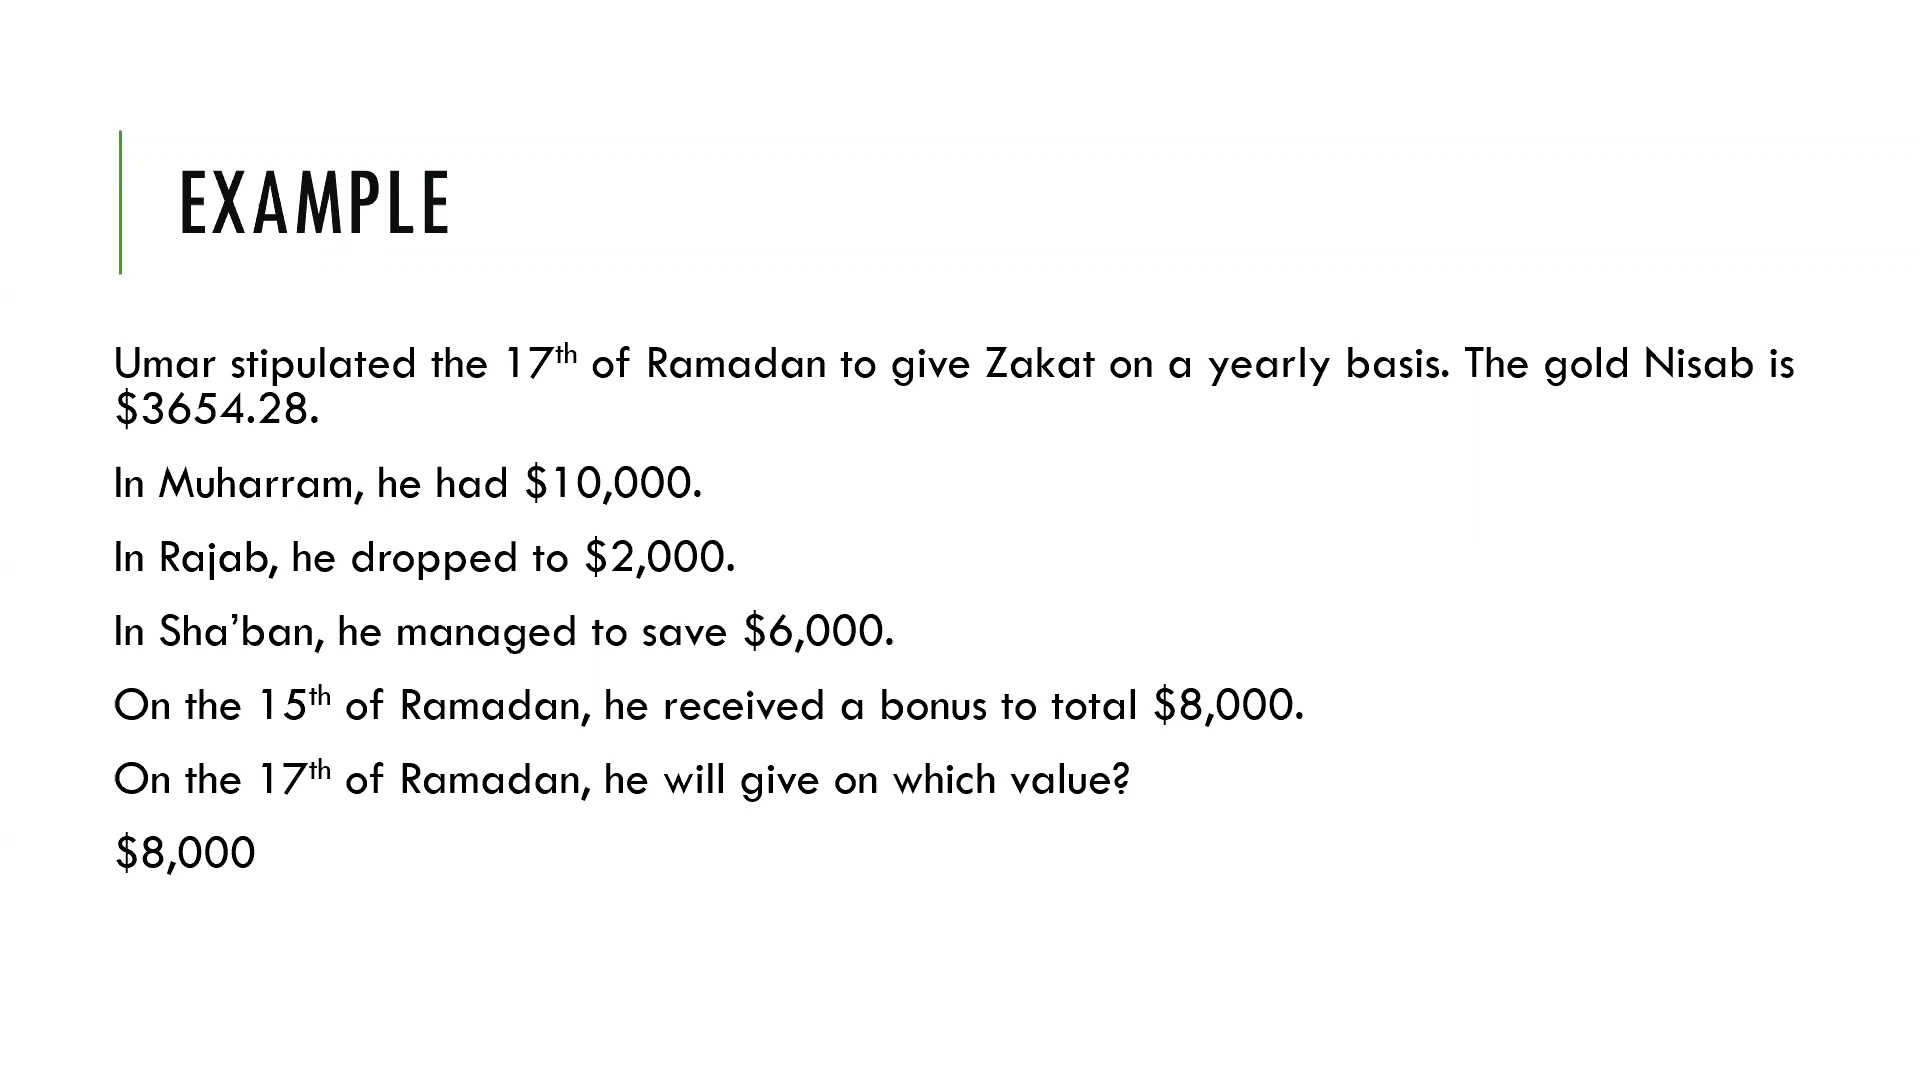 EXAMPLE
Umar stipulated the 17th of Ramadan to give Zakat on a yearly basis. The gold Nisab is
$3654.28.
In Muharram, he had $10,000.
In Rajab, he dropped to $2,000.
In Sha’ban, he managed to save $6,000.
On the 15th of Ramadan, he received a bonus to total $8,000.
On the 17th of Ramadan, he will give on which value?
$8,000